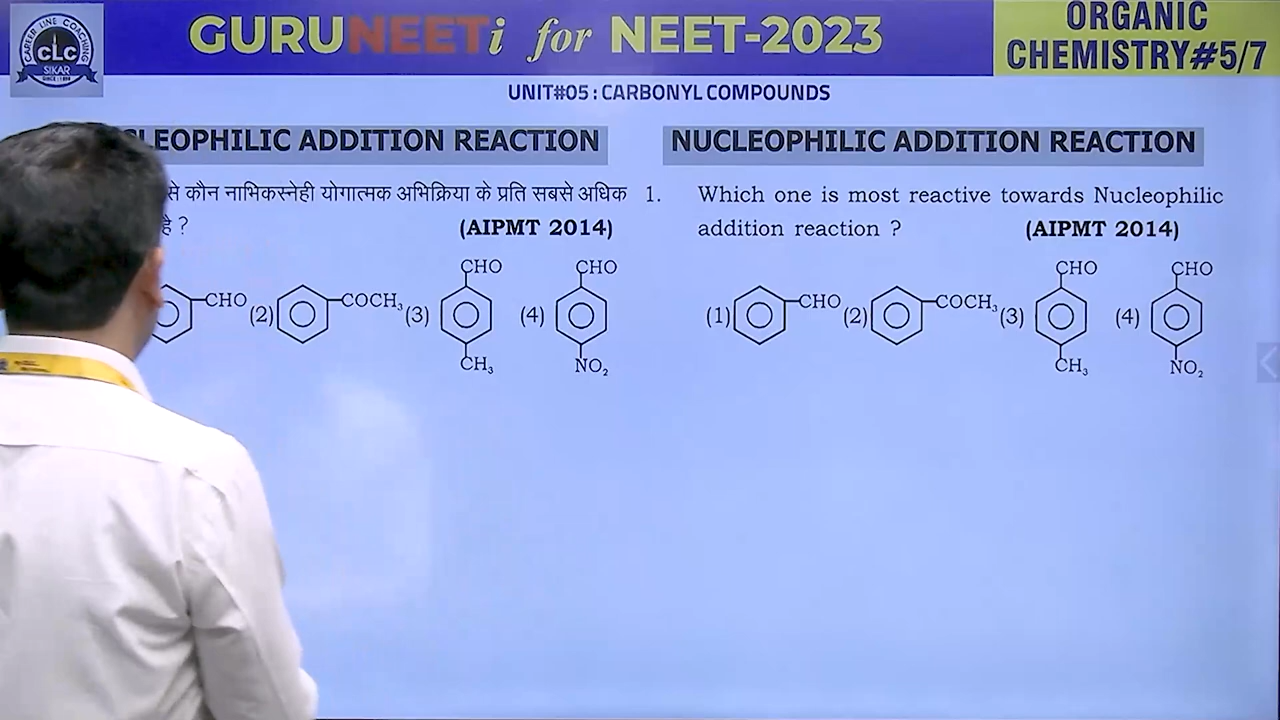 GURUNEETi for NEET-2023
ORGANIC
CHEMISTRY#5/7
CAREER LINE COACHING
CLC
SIKAR
SINCE : 1996
UNIT#05 : CARBONYL COMPOUNDS
LEOPHILIC ADDITION REACTION
से कौन नाभिकस्नेही योगात्मक अभिक्रिया के प्रति सबसे अधिक
है ?
(AIPMT 2014)
CHO
(2)
COCH₃
(3)
CHO
CH₃
(4)
CHO
NO₂
NUCLEOPHILIC ADDITION REACTION
1. Which one is most reactive towards Nucleophilic
addition reaction ?
(AIPMT 2014)
(1)
CHO
(2)
COCH₃
(3)
CHO
CH₃
(4)
CHO
NO₂